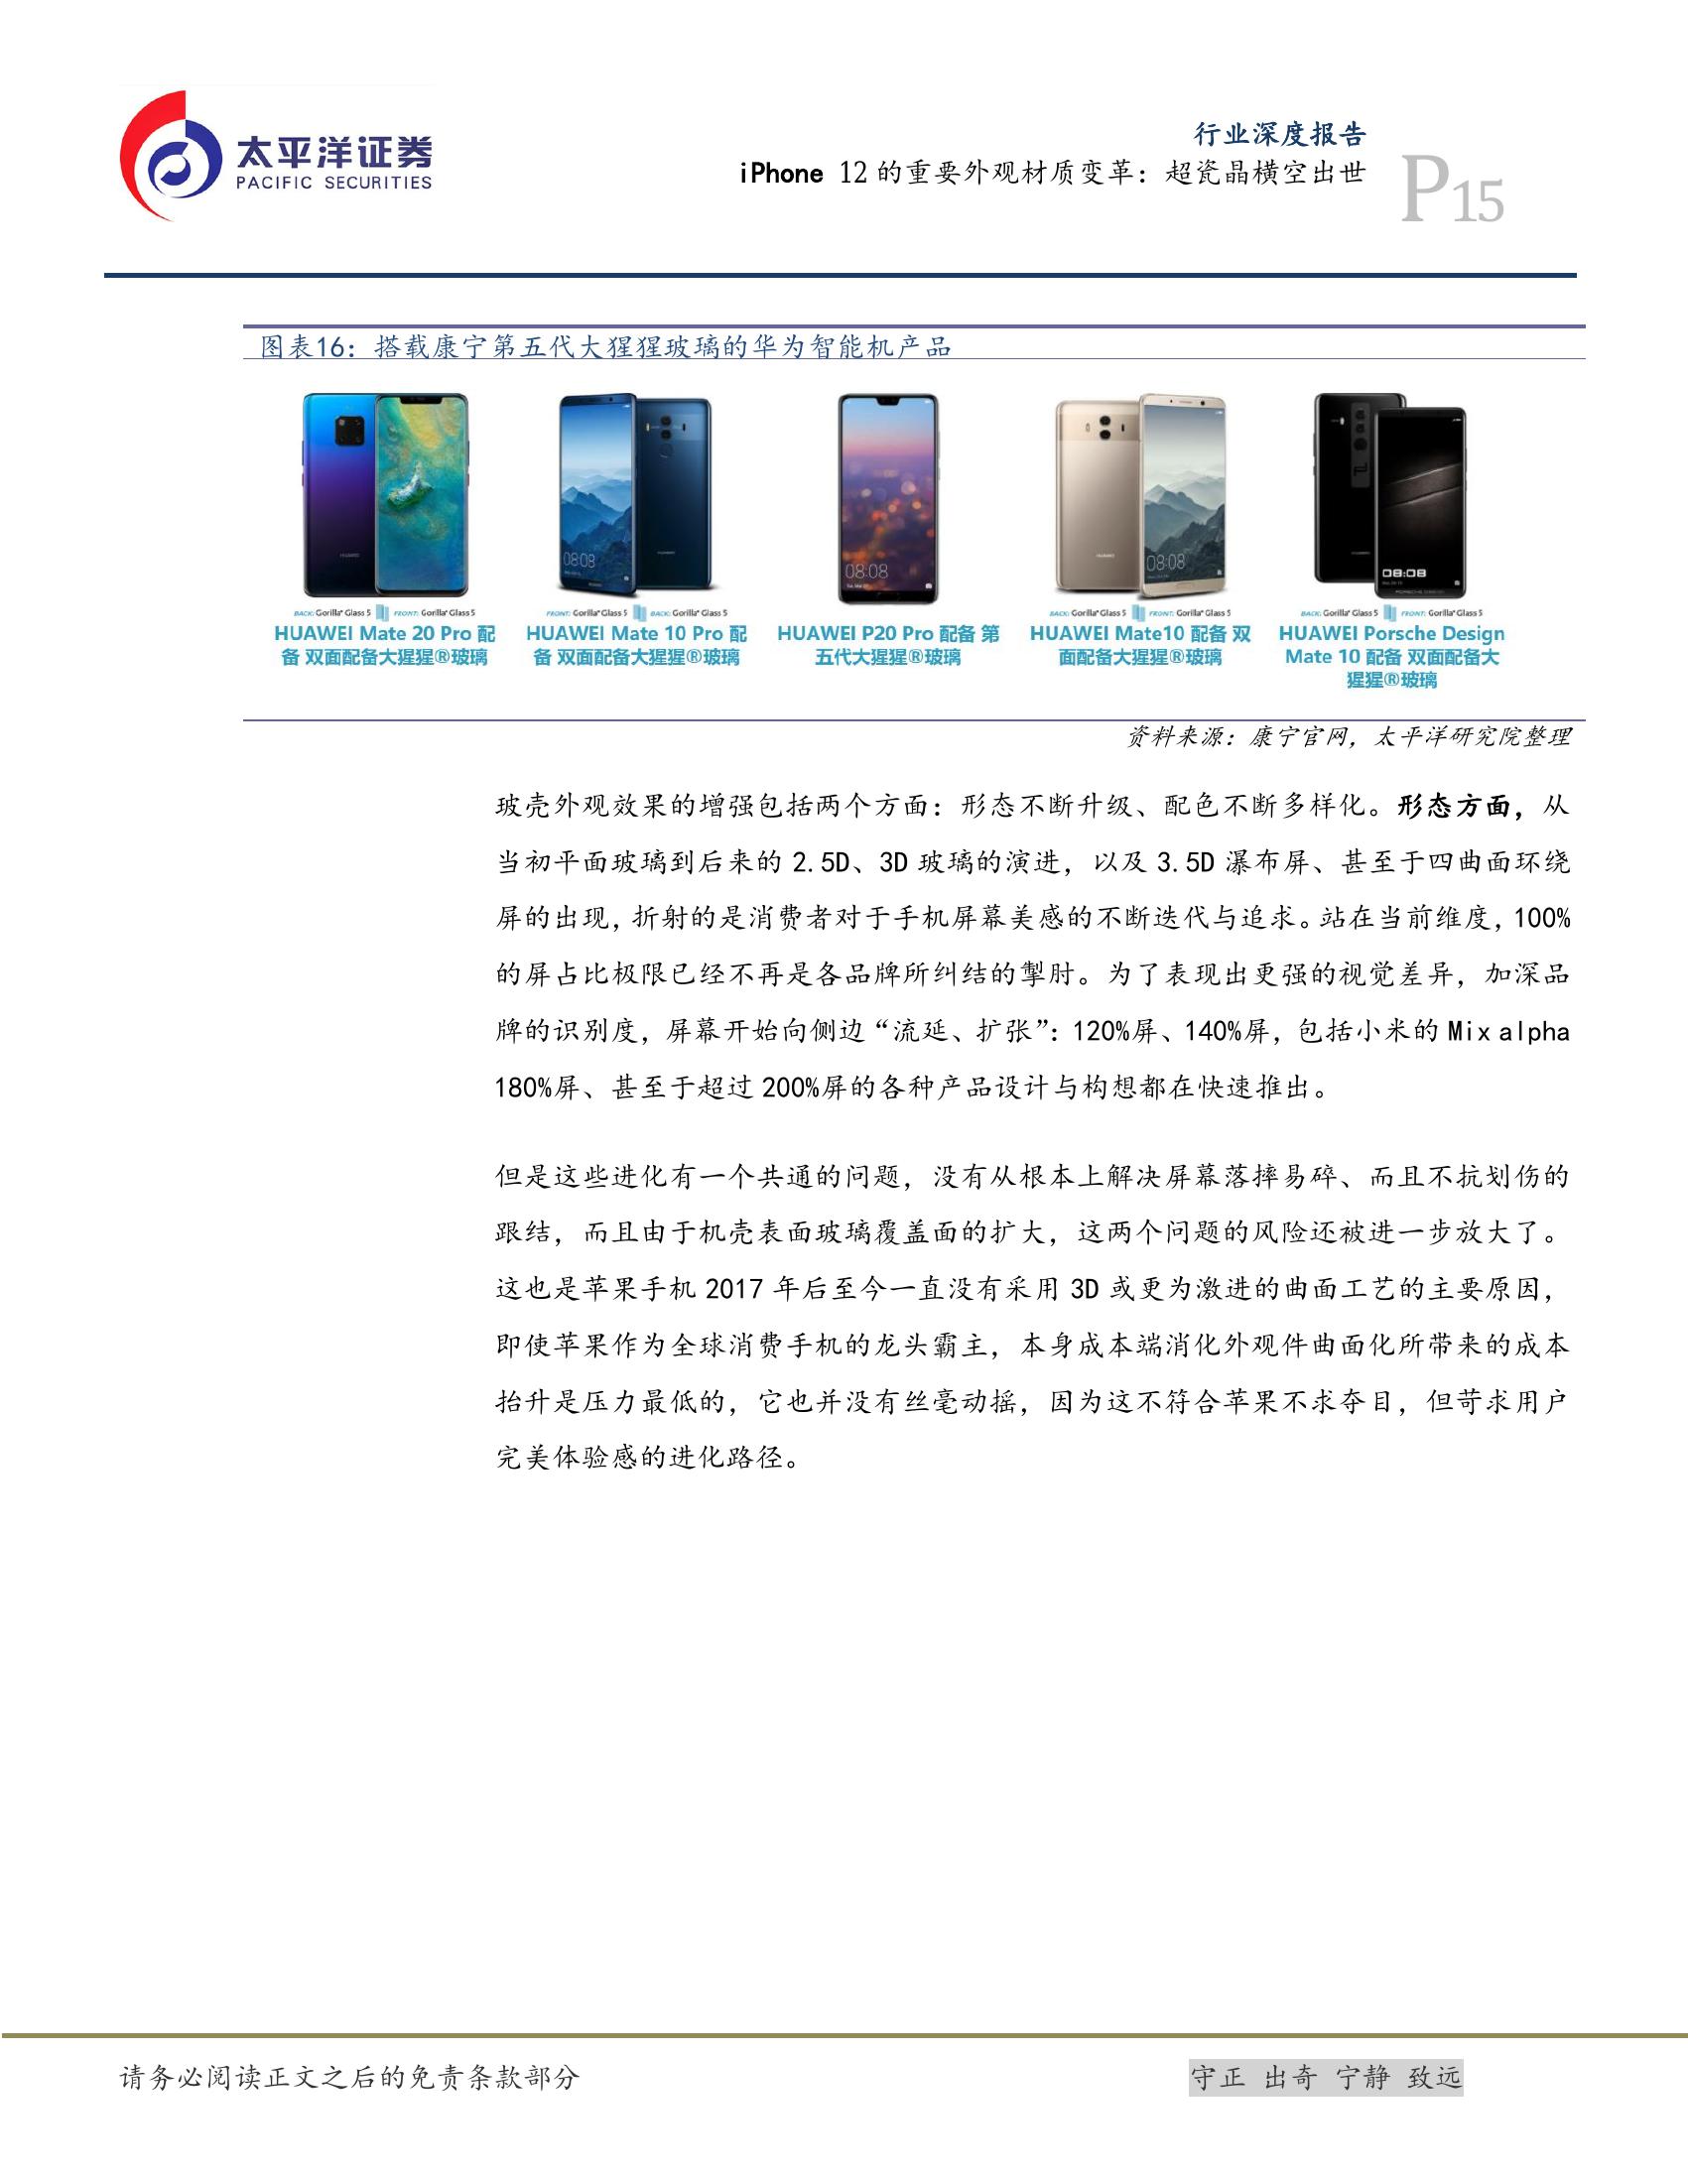 太平洋证券
PACIFIC SECURITIES
行业深度报告
iPhone 12 的重要外观材质变革：超瓷晶横空出世
P15
图表16：搭载康宁第五代大猩猩玻璃的华为智能机产品
08:08
08:08
08:08
08:08
BACK: Gorilla Glass 5 FRONT: Gorilla Glass 5
FRONT: Gorilla Glass 5 BACK: Gorilla Glass 5
BACK: Gorilla Glass 5 FRONT: Gorilla Glass 5
BACK: Gorilla Glass 5 FRONT: Gorilla Glass 5
HUAWEI Mate 20 Pro 配
备 双面配备大猩猩®玻璃
HUAWEI Mate 10 Pro 配
备 双面配备大猩猩®玻璃
HUAWEI P20 Pro 配备 第
五代大猩猩®玻璃
HUAWEI Mate10 配备 双
面配备大猩猩®玻璃
HUAWEI Porsche Design
Mate 10 配备 双面配备大
猩猩®玻璃
资料来源：康宁官网，太平洋研究院整理
玻壳外观效果的增强包括两个方面：形态不断升级、配色不断多样化。形态方面，从
当初平面玻璃到后来的 2.5D、3D 玻璃的演进，以及 3.5D 瀑布屏、甚至于四曲面环绕
屏的出现，折射的是消费者对于手机屏幕美感的不断迭代与追求。站在当前维度，100%
的屏占比极限已经不再是各品牌所纠结的掣肘。为了表现出更强的视觉差异，加深品
牌的识别度，屏幕开始向侧边“流延、扩张”：120%屏、140%屏，包括小米的 Mix alpha
180%屏、甚至于超过 200%屏的各种产品设计与构想都在快速推出。
但是这些进化有一个共通的问题，没有从根本上解决屏幕落摔易碎、而且不抗划伤的
跟结，而且由于机壳表面玻璃覆盖面的扩大，这两个问题的风险还被进一步放大了。
这也是苹果手机 2017 年后至今一直没有采用 3D 或更为激进的曲面工艺的主要原因，
即使苹果作为全球消费手机的龙头霸主，本身成本端消化外观件曲面化所带来的成本
抬升是压力最低的，它也并没有丝毫动摇，因为这不符合苹果不求夺目，但苛求用户
完美体验感的进化路径。
请务必阅读正文之后的免责条款部分
守正 出奇 宁静 致远